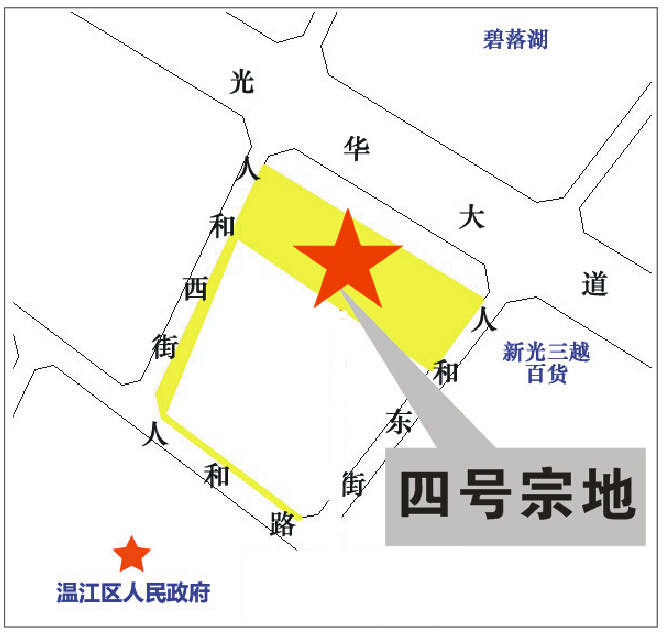 碧落湖
光华大道
人和西街
人和东街
新光三越
百货
人和路
四号宗地
温江区人民政府